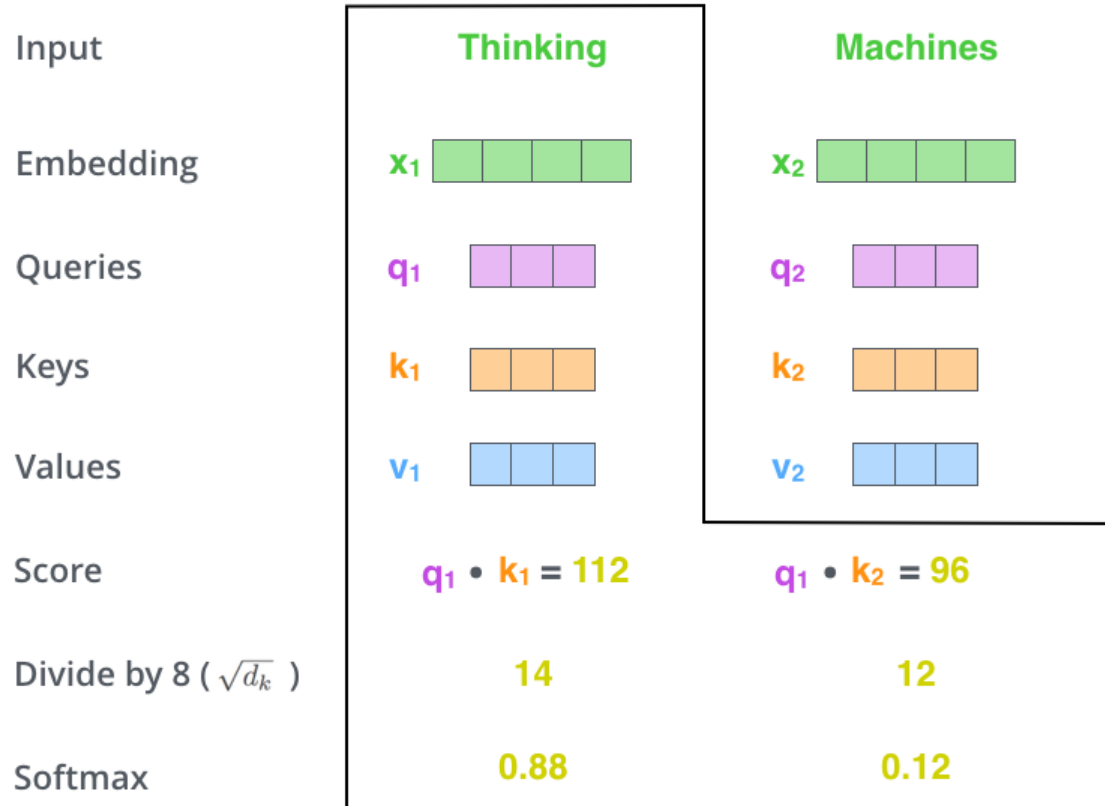 Input Thinking Machines
Embedding x₁ x₂
Queries q₁ q₂
Keys k₁ k₂
Values v₁ v₂
Score q₁ • k₁ = 112 q₁ • k₂ = 96
Divide by 8 ( √dₖ ) 14 12
Softmax 0.88 0.12